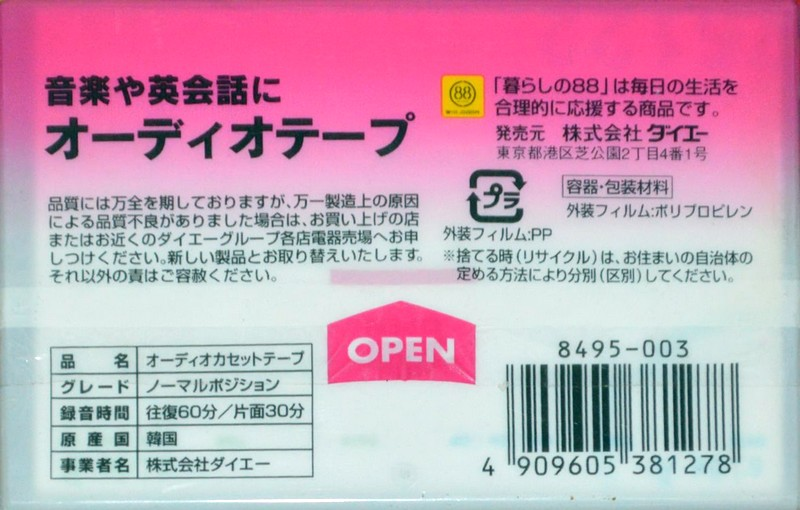 音楽や英会話に
オーディオテープ
88
「暮らしの88」は毎日の生活を
合理的に応援する商品です。
発売元 株式会社 ダイエー
東京都港区芝公園2丁目4番1号
品質には万全を期しておりますが、万一製造上の原因
による品質不良がありました場合は、お買い上げの店
またはお近くのダイエーグループ各店電器売場へお申
しつけください。新しい製品とお取り替えいたします。
それ以外の責はご容赦ください。
プラ
容器・包装材料
外装フィルム:ポリプロピレン
外装フィルム:PP
※捨てる時(リサイクル)は、お住まいの自治体の
定める方法により分別(区別)してください。
OPEN
品名 オーディオカセットテープ
グレード ノーマルポジション
録音時間 往復60分/片面30分
原産国 韓国
事業者名 株式会社ダイエー
8495-003
4 909605 381278